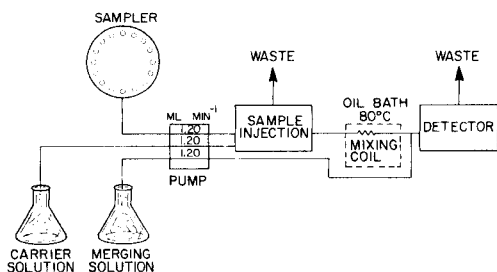 SAMPLER
WASTE
WASTE
ML MIN⁻¹
OIL BATH
80°C
1.20
1.20
1.20
SAMPLE
INJECTION
MIXING
COIL
DETECTOR
PUMP
CARRIER
SOLUTION
MERGING
SOLUTION